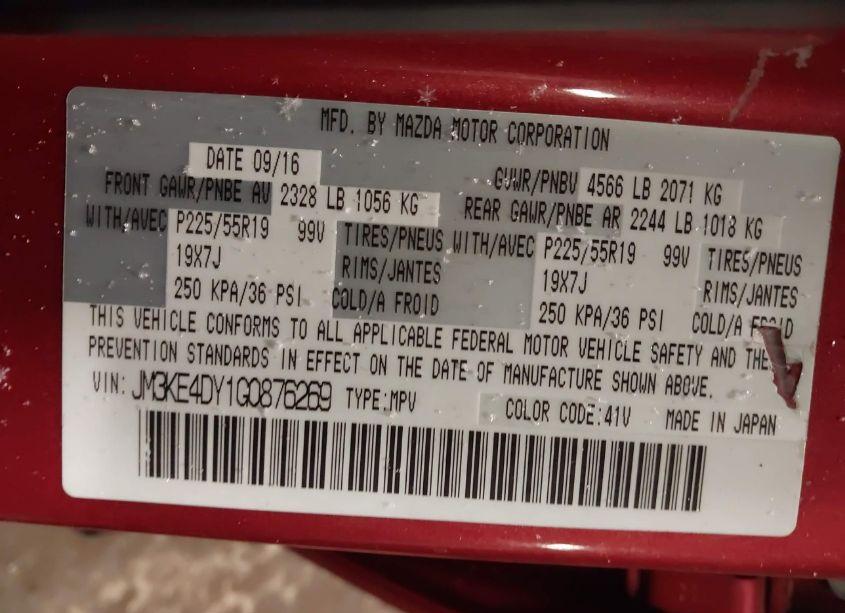 MFD. BY MAZDA MOTOR CORPORATION
DATE 09/16 GVWR/PNBV 4566 LB 2071 KG
FRONT GAWR/PNBE AV 2328 LB 1056 KG REAR GAWR/PNBE AR 2244 LB 1018 KG
WITH/AVEC P225/55R19 99V TIRES/PNEUS WITH/AVEC P225/55R19 99V TIRES/PNEUS
19X7J RIMS/JANTES 19X7J RIMS/JANTES
250 KPA/36 PSI COLD/A FROID 250 KPA/36 PSI COLD/A FROID
THIS VEHICLE CONFORMS TO ALL APPLICABLE FEDERAL MOTOR VEHICLE SAFETY AND THEFT
PREVENTION STANDARDS IN EFFECT ON THE DATE OF MANUFACTURE SHOWN ABOVE.
VIN: JM3KE4DY1G0876269 TYPE:MPV COLOR CODE:41V MADE IN JAPAN